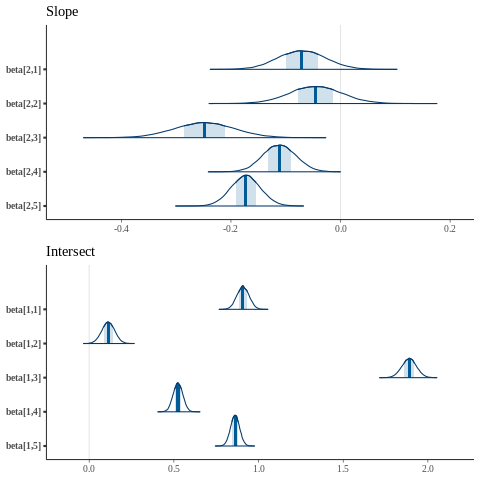 Slope
beta[2,1]
beta[2,2]
beta[2,3]
beta[2,4]
beta[2,5]
-0.4 -0.2 0.0 0.2
Intersect
beta[1,1]
beta[1,2]
beta[1,3]
beta[1,4]
beta[1,5]
0.0 0.5 1.0 1.5 2.0